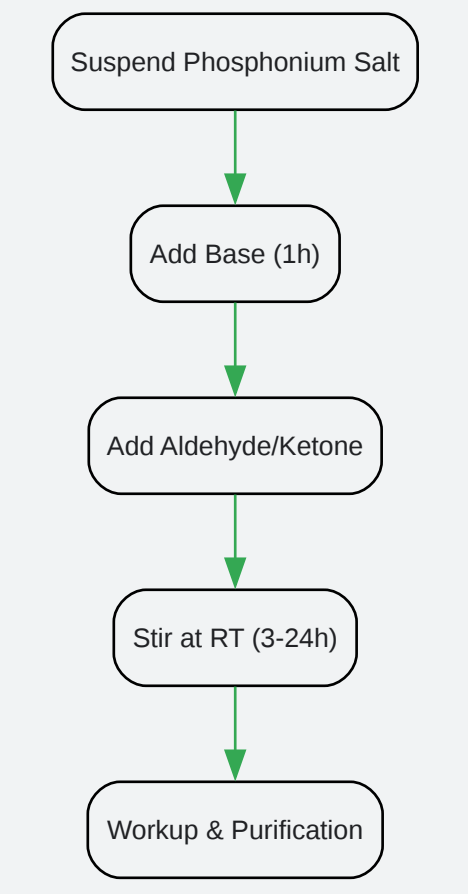 Suspend Phosphonium Salt
Add Base (1h)
Add Aldehyde/Ketone
Stir at RT (3-24h)
Workup & Purification